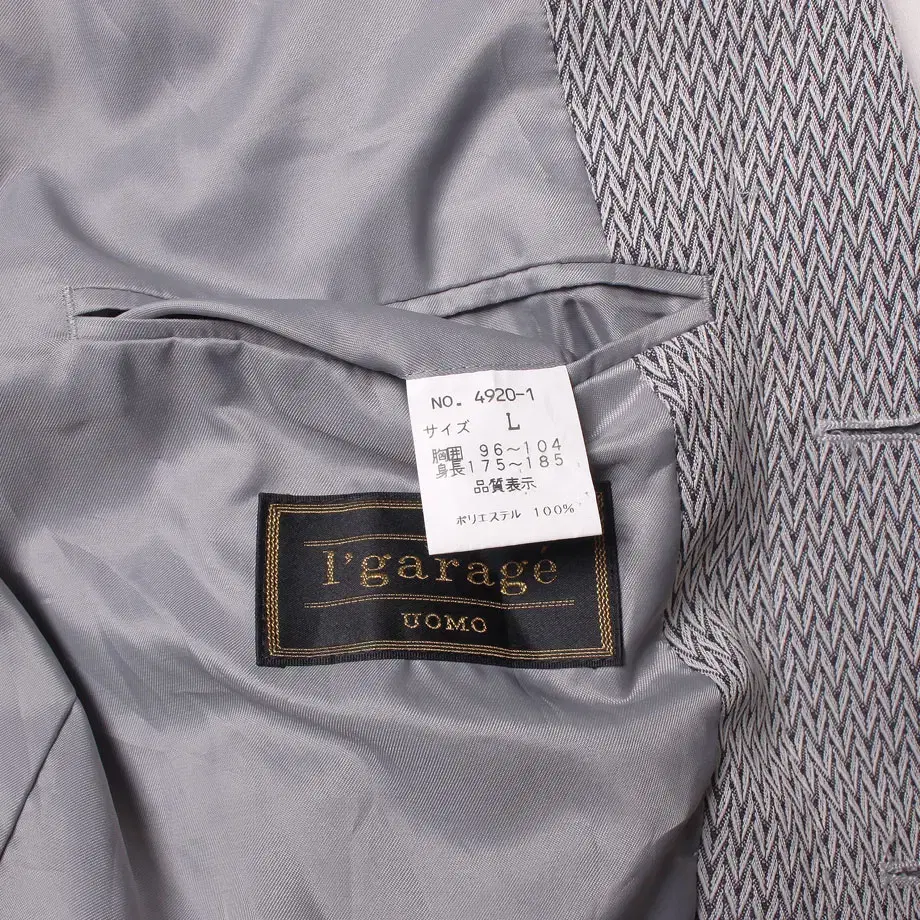 NO. 4920-1
サイズ L
胸囲 96~104
身長175~185
品質表示
ポリエステル 100%
l'garagé
UOMO